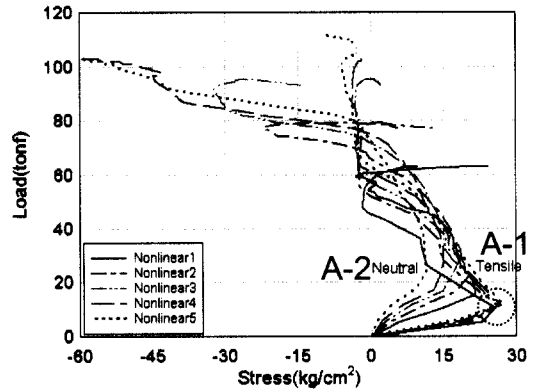 120
100
80
60
40
20
0
Load(tonf)
A-1
Tensile
A-2 Neutral
Nonlinear1
Nonlinear2
Nonlinear3
Nonlinear4
Nonlinear5
-60 -45 -30 -15 0 15 30
Stress(kg/cm²)